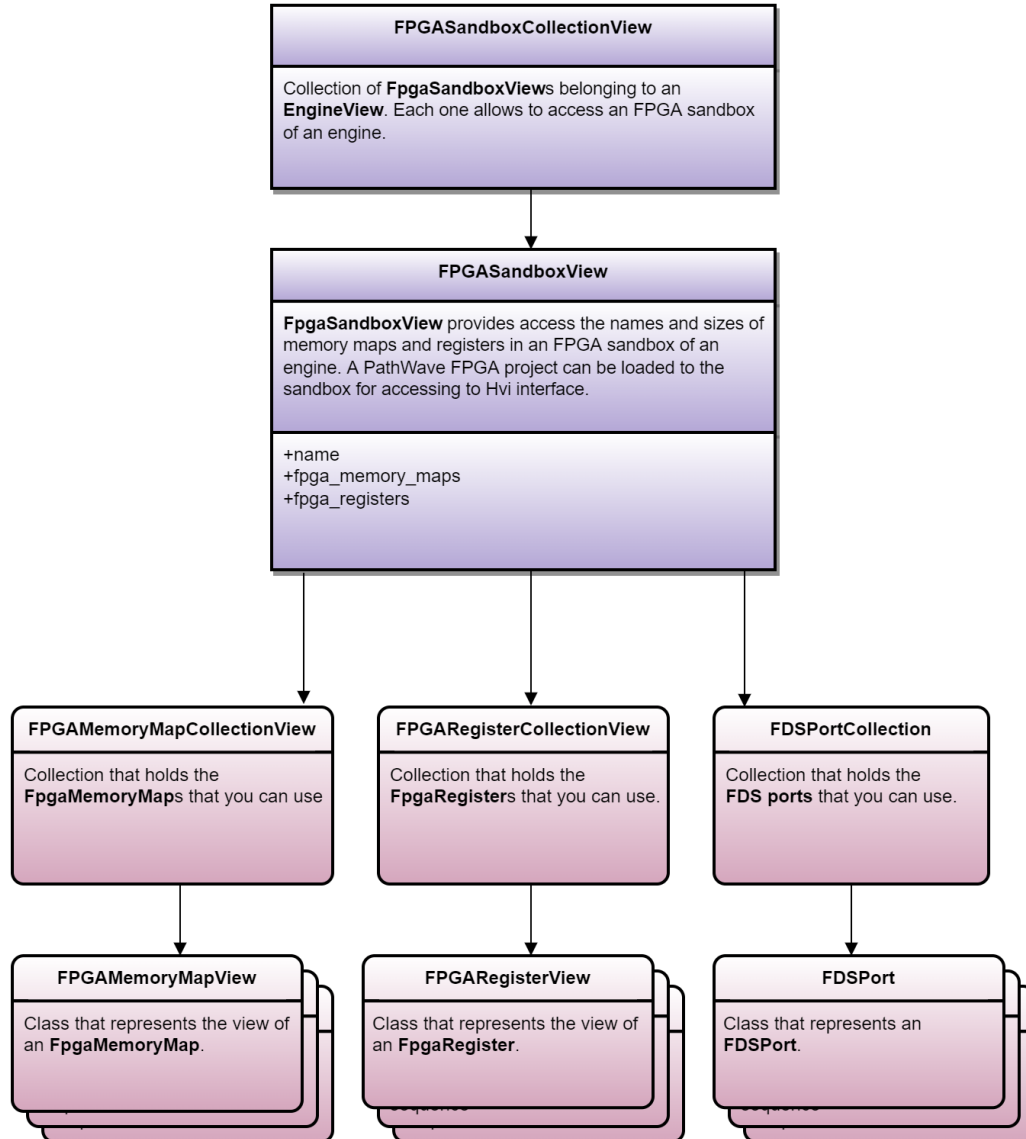 FPGASandboxCollectionView
Collection of FpgaSandboxViews belonging to an
EngineView. Each one allows to access an FPGA sandbox
of an engine.
FPGASandboxView
FpgaSandboxView provides access the names and sizes of
memory maps and registers in an FPGA sandbox of an
engine. A PathWave FPGA project can be loaded to the
sandbox for accessing to Hvi interface.
+name
+fpga_memory_maps
+fpga_registers
FPGAMemoryMapCollectionView
Collection that holds the
FpgaMemoryMaps that you can use
FPGARegisterCollectionView
Collection that holds the
FpgaRegisters that you can use.
FDSPortCollection
Collection that holds the
FDS ports that you can use.
FPGAMemoryMapView
Class that represents the view of
an FpgaMemoryMap.
FPGARegisterView
Class that represents the view of
an FpgaRegister.
FDSPort
Class that represents an
FDSPort.